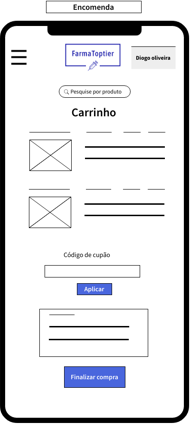 Encomenda
FarmaToptier
Diogo oliveira
Pesquise por produto
Carrinho
Código de cupão
Aplicar
Finalizar compra